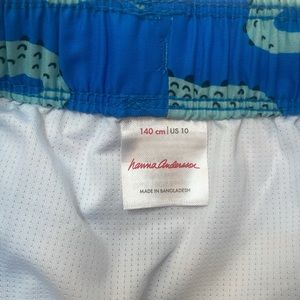 140 cm | US 10
hanna andersson
MADE IN BANGLADESH